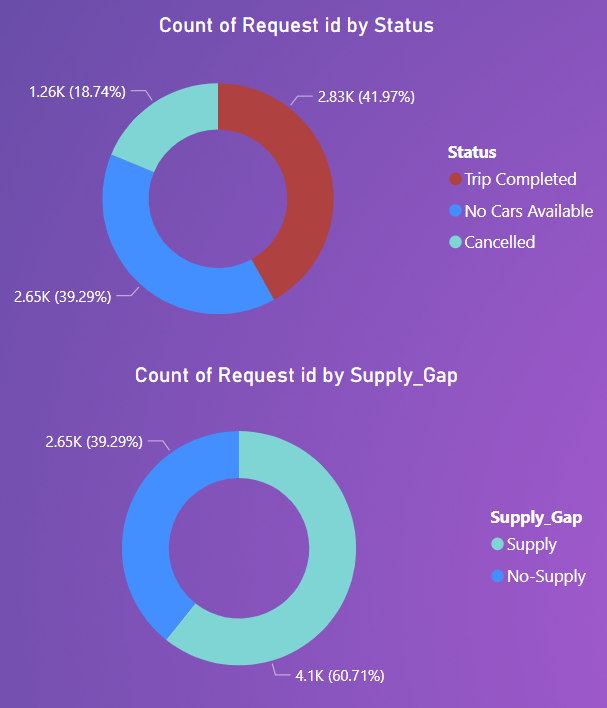 Count of Request id by Status
1.26K (18.74%)
2.83K (41.97%)
Status
Trip Completed
No Cars Available
Cancelled
2.65K (39.29%)
Count of Request id by Supply_Gap
2.65K (39.29%)
Supply_Gap
Supply
No-Supply
4.1K (60.71%)